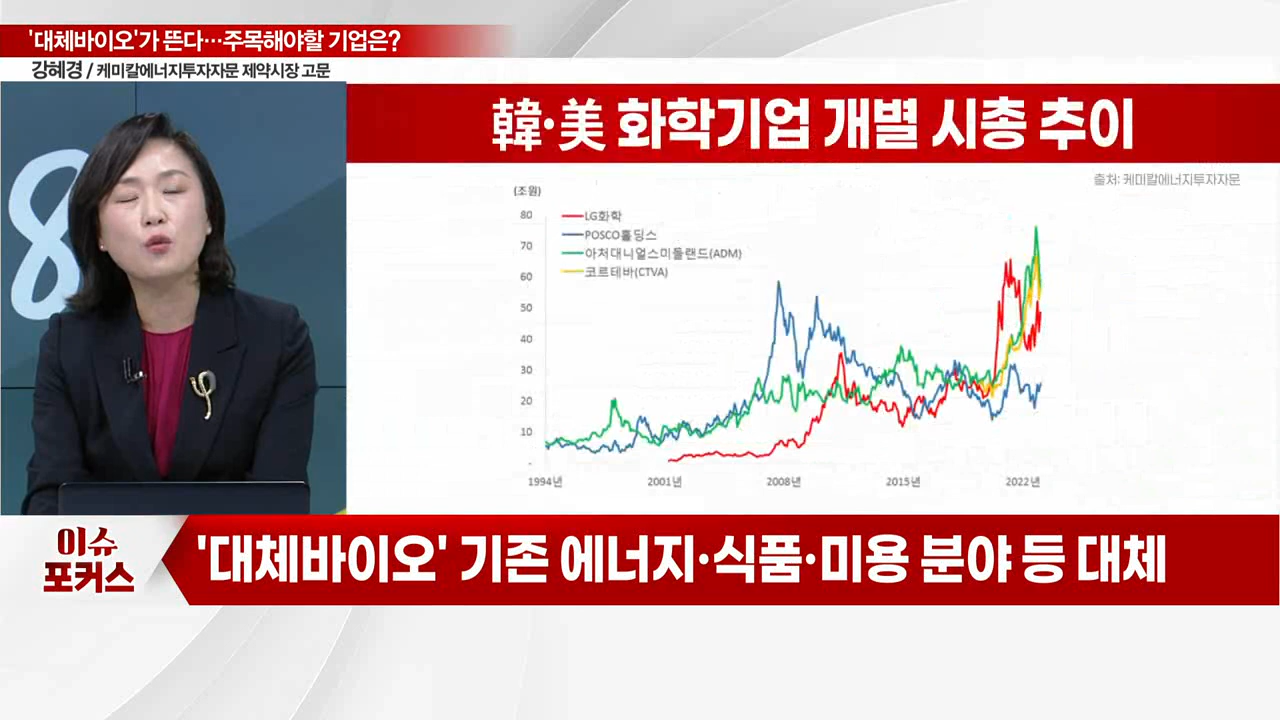 '대체바이오'가 뜬다…주목해야할 기업은?
강혜경 / 케미칼에너지투자자문 제약시장 고문
韓·美 화학기업 개별 시총 추이
출처: 케미칼에너지투자자문
(조원)
80
70
60
50
40
30
20
10
-
LG화학
POSCO홀딩스
아처대니얼스미들랜드(ADM)
코르테바(CTVA)
1994년
2001년
2008년
2015년
2022년
8
이슈
포커스
'대체바이오' 기존 에너지·식품·미용 분야 등 대체